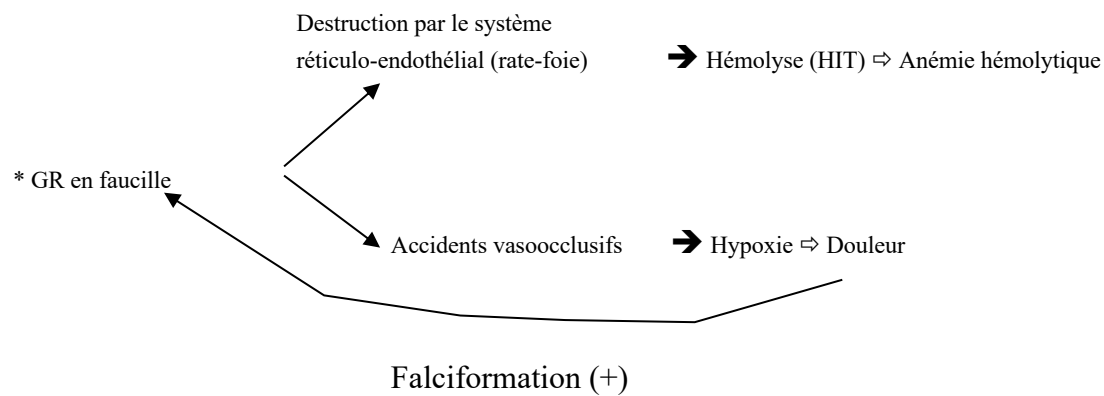 Destruction par le système
réticulo-endothélial (rate-foie) ➔ Hémolyse (HIT) ⇨ Anémie hémolytique
* GR en faucille
Accidents vasoocclusifs ➔ Hypoxie ⇨ Douleur
Falciformation (+)